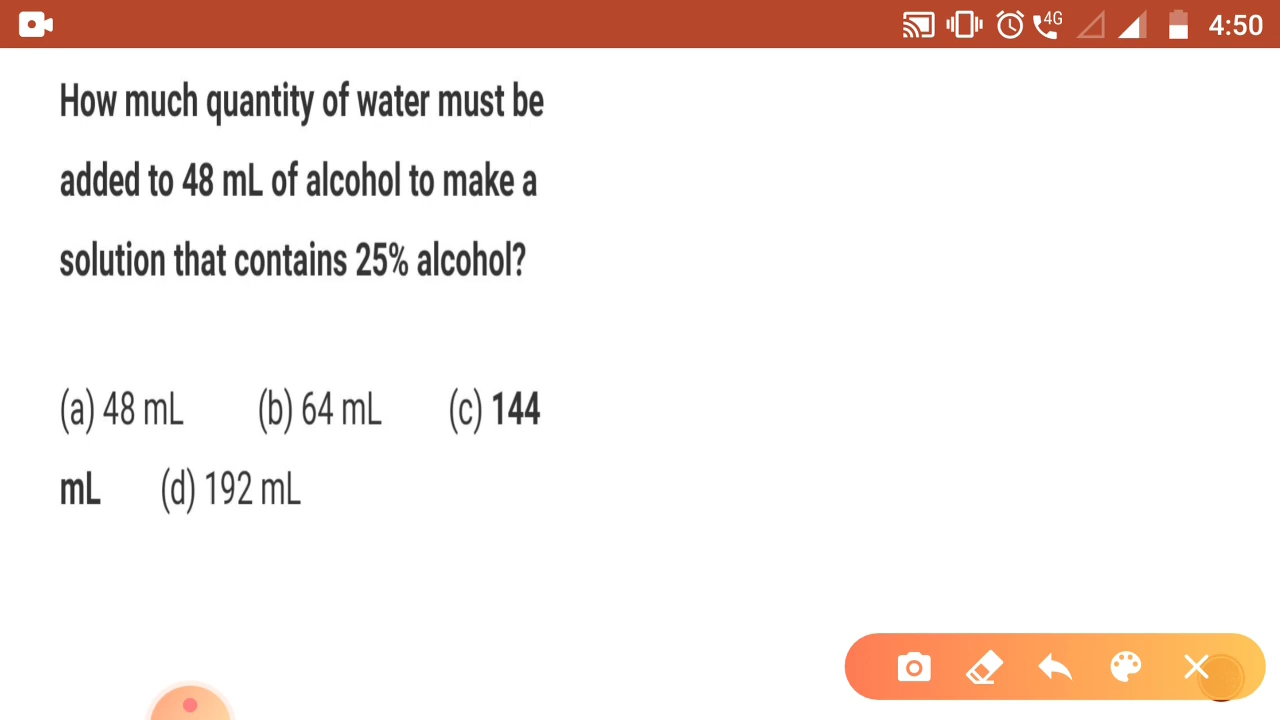 4G 4:50
How much quantity of water must be
added to 48 mL of alcohol to make a
solution that contains 25% alcohol?
(a) 48 mL (b) 64 mL (c) 144
mL (d) 192 mL